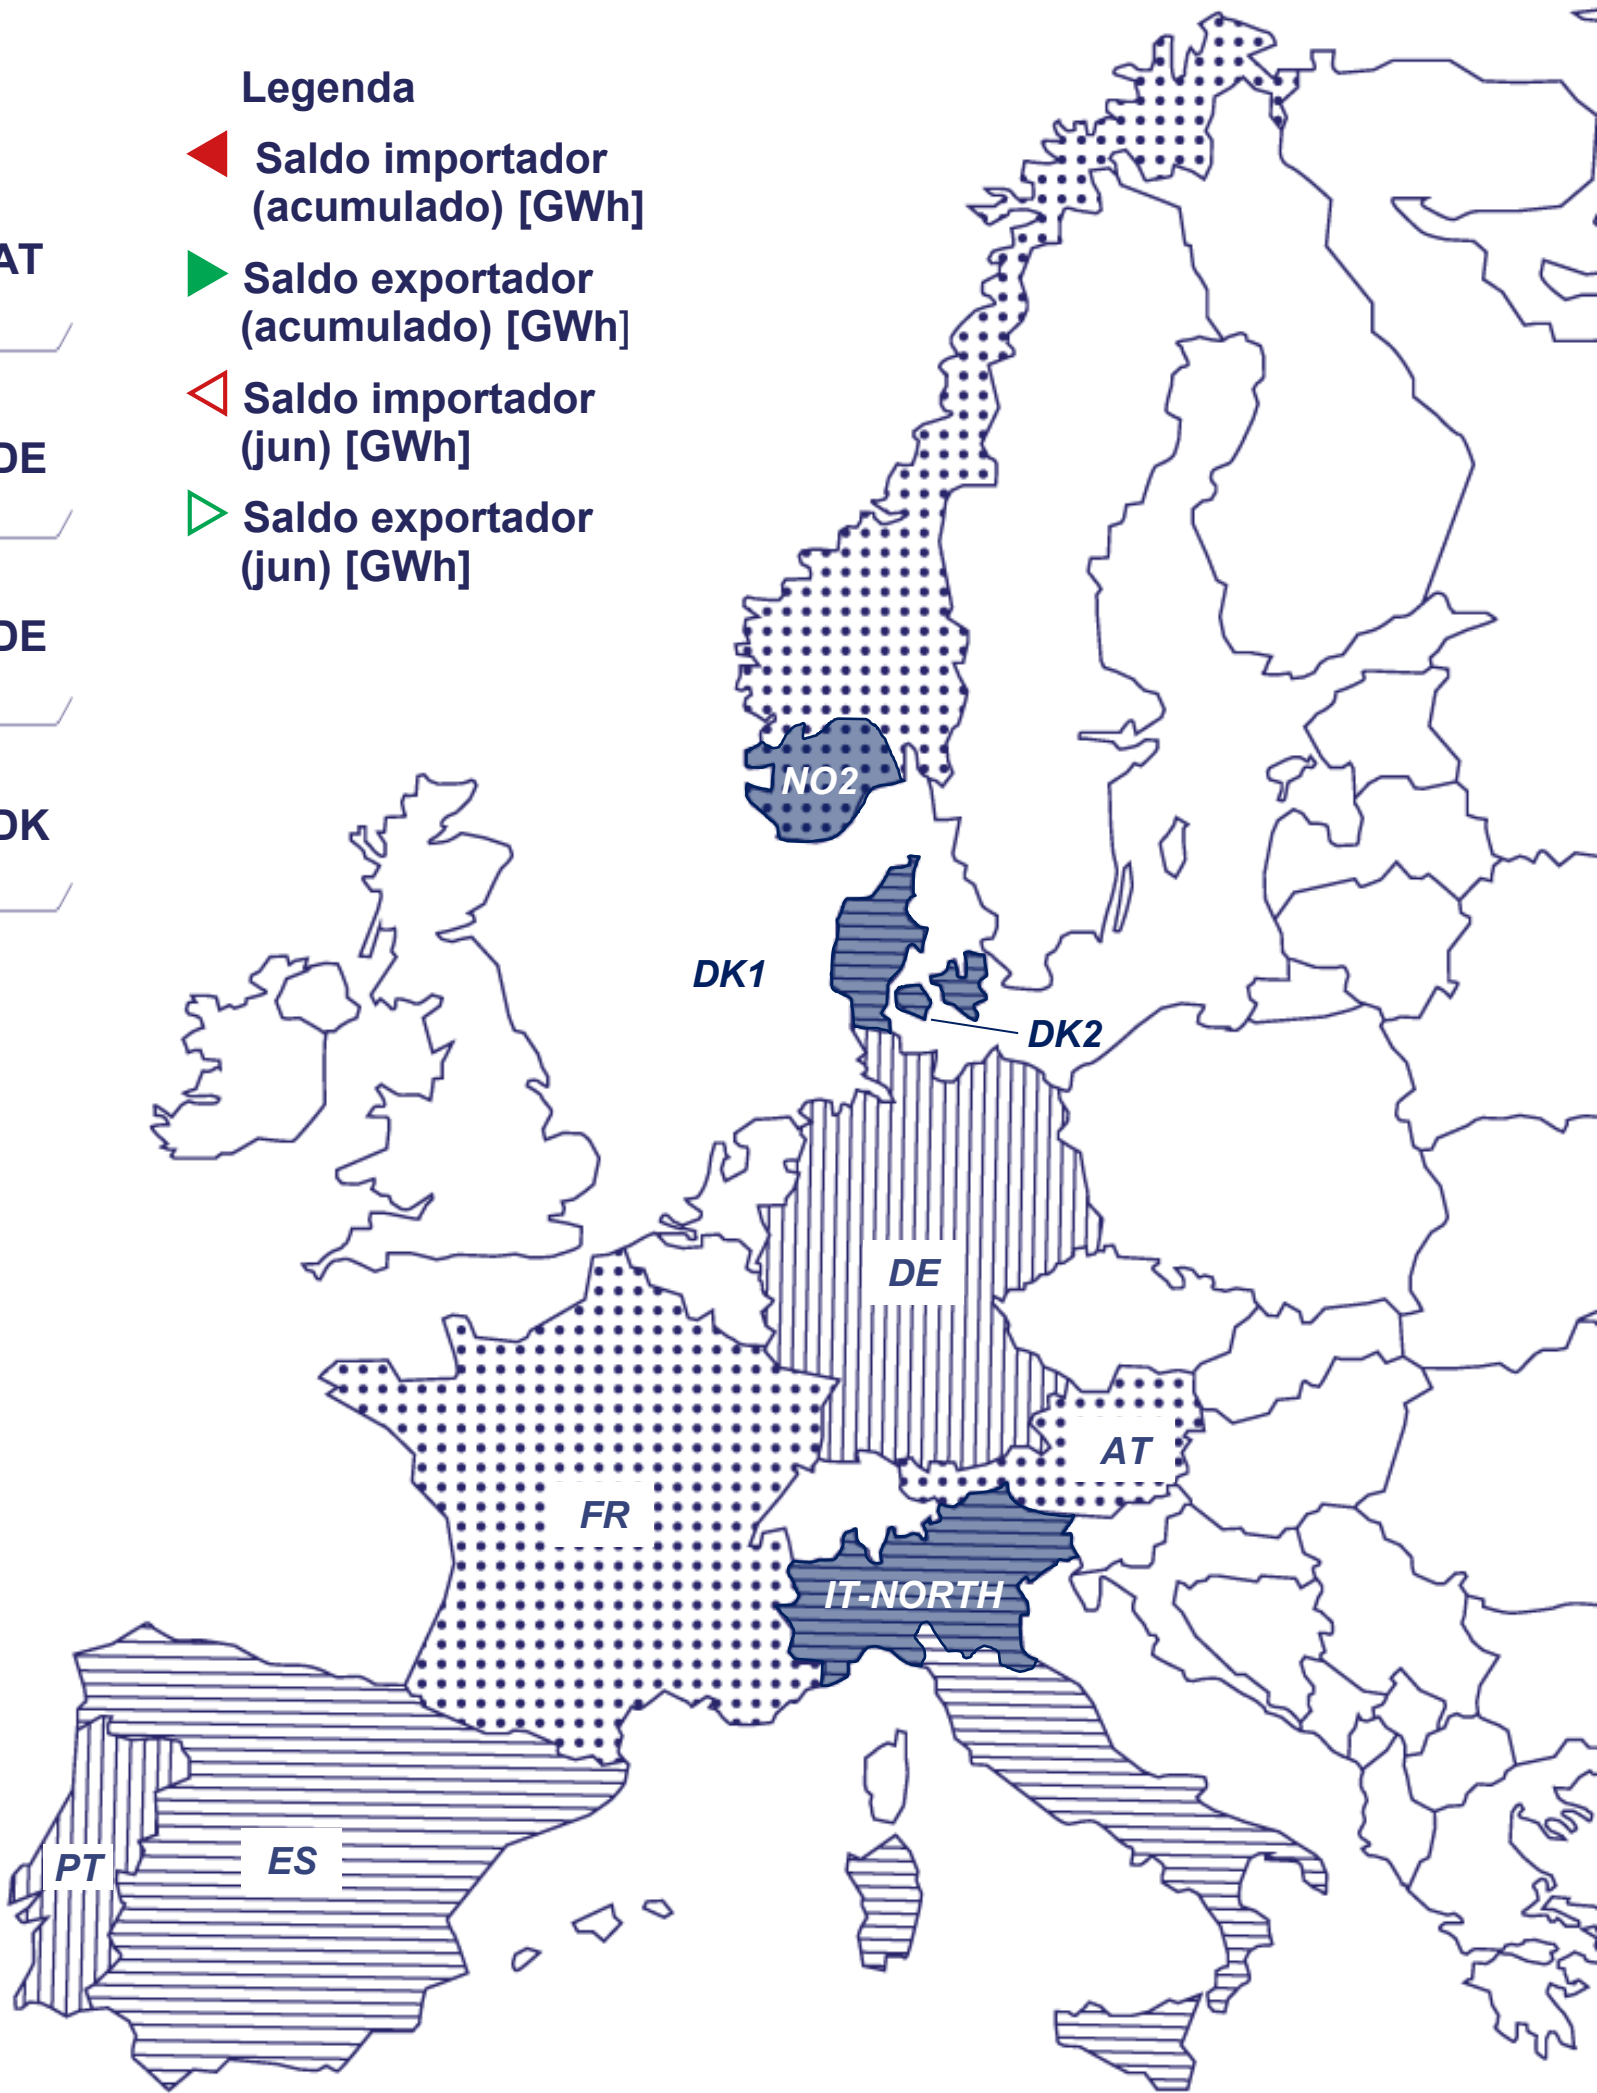 Legenda
Saldo importador
(acumulado) [GWh]
Saldo exportador
(acumulado) [GWh]
Saldo importador
(jun) [GWh]
Saldo exportador
(jun) [GWh]
AT
DE
DE
DK
NO2
DK1
DK2
DE
AT
FR
IT-NORTH
PT
ES